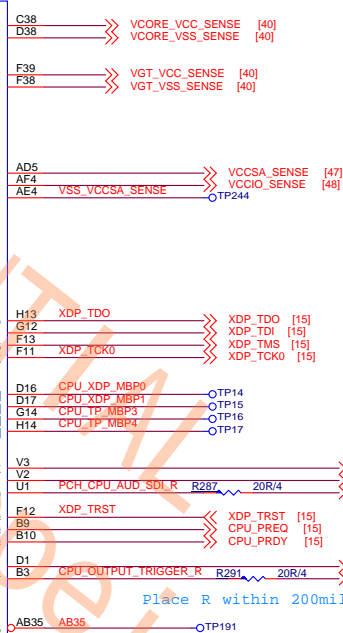 C38 VCORE_VCC_SENSE [40]
D38 VCORE_VSS_SENSE [40]
F39 VGT_VCC_SENSE [40]
F38 VGT_VSS_SENSE [40]
AD5 VCCSA_SENSE [47]
AF4 VCCIO_SENSE [48]
AE4 VSS_VCCSA_SENSE TP244
H13 XDP_TDO XDP_TDO [15]
G12 XDP_TDI [15]
F13 XDP_TMS [15]
F11 XDP_TCK0 XDP_TCK0 [15]
D16 CPU_XDP_MBP0 TP14
D17 CPU_XDP_MBP1 TP15
G14 CPU_TP_MBP3 TP16
H14 CPU_TP_MBP4 TP17
V3
V2
U1 PCH_CPU_AUD_SDI_R R287 20R/4
F12 XDP_TRST XDP_TRST [15]
B9 CPU_PREQ [15]
B10 CPU_PRDY [15]
D1
B3 CPU_OUTPUT_TRIGGER_R R291 20R/4
Place R within 200mil
AB35 AB35 TP191